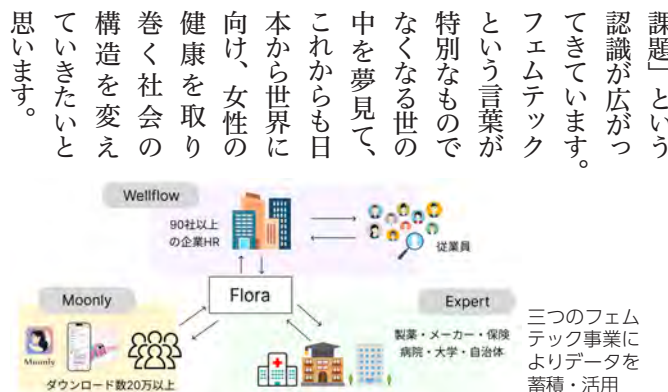 課題」という
認識が広がっ
てきています。
フェムテック
という言葉が
特別なもので
なくなる世の
中を夢見て、
これからも日
本から世界に
向け、女性の
健康を取り
巻く社会の
構造を変え
ていきたいと
思います。
Wellflow
90社以上
の企業HR
従業員
Flora
Moonly
Moonly
ダウンロード数20万以上
Expert
製薬・メーカー・保険
病院・大学・自治体
三つのフェム
テック事業に
よりデータを
蓄積・活用